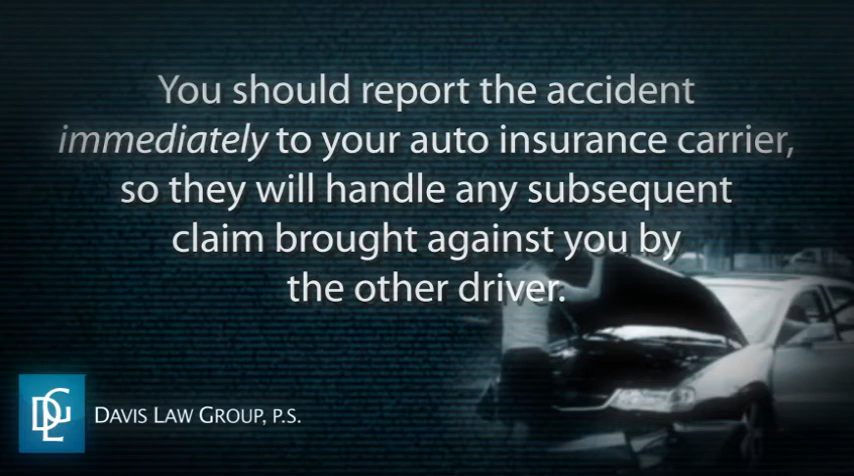 You should report the accident
immediately to your auto insurance carrier,
so they will handle any subsequent
claim brought against you by
the other driver.
DLG
DAVIS LAW GROUP, P.S.